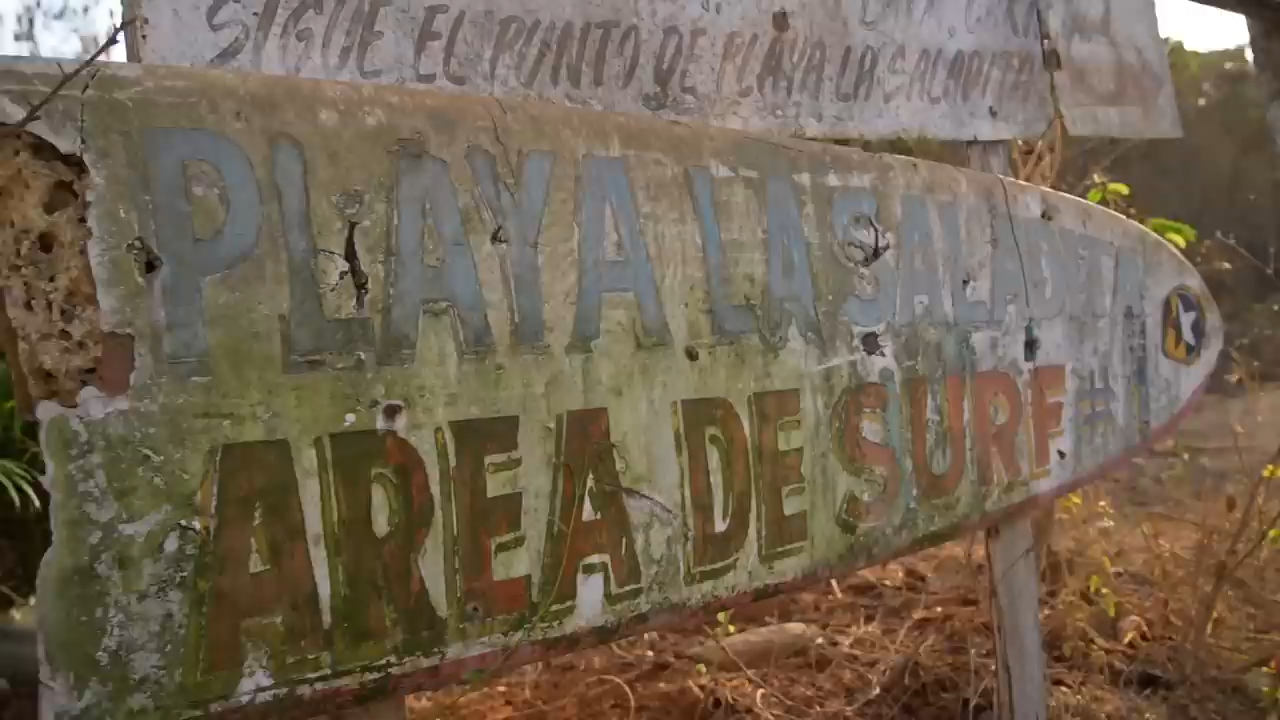 SIGUE EL PUNTO DE PLAYA LA SALADITA
PLAYA LA SALADITA
AREA DE SURF #1